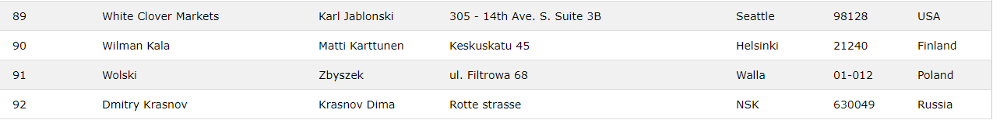 89 White Clover Markets Karl Jablonski 305 - 14th Ave. S. Suite 3B Seattle 98128 USA
90 Wilman Kala Matti Karttunen Keskuskatu 45 Helsinki 21240 Finland
91 Wolski Zbyszek ul. Filtrowa 68 Walla 01-012 Poland
92 Dmitry Krasnov Krasnov Dima Rotte strasse NSK 630049 Russia